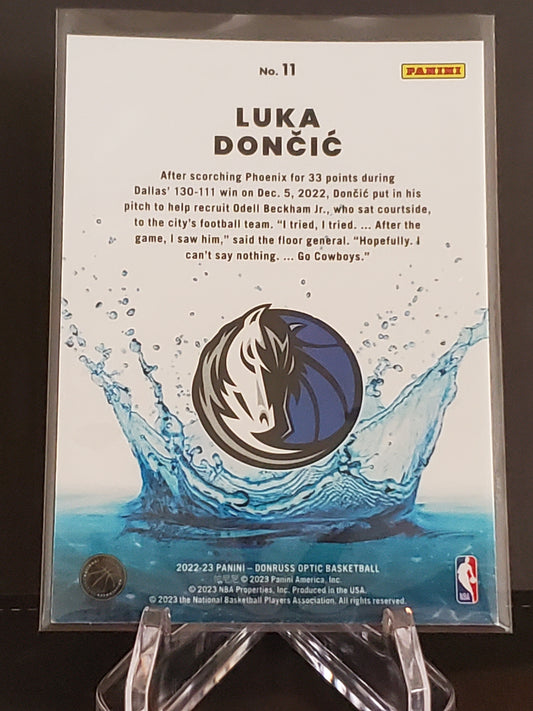 No. 11
PANINI
LUKA
DONČIĆ
After scorching Phoenix for 33 points during
Dallas' 130-111 win on Dec. 5, 2022, Dončić put in his
pitch to help recruit Odell Beckham Jr., who sat courtside,
to the city's football team. "I tried, I tried. ... After the
game, I saw him," said the floor general. "Hopefully. I
can't say nothing. ... Go Cowboys."
2022-23 PANINI – DONRUSS OPTIC BASKETBALL
© 2023 Panini America, Inc.
© 2023 NBA Properties, Inc. Produced in the USA.
© 2023 the National Basketball Players Association. All rights reserved.
NBA